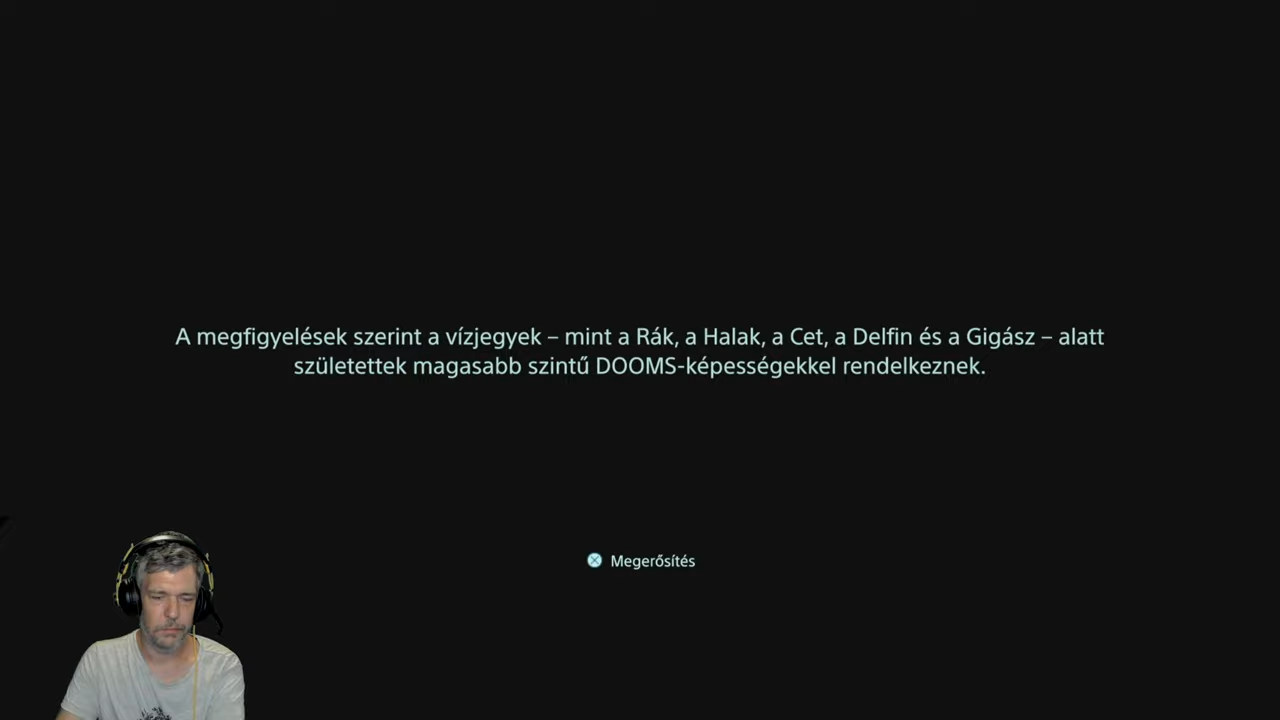 A megfigyelések szerint a vízjegyek – mint a Rák, a Halak, a Cet, a Delfin és a Gigász – alatt
születettek magasabb szintű DOOMS-képességekkel rendelkeznek.
Megerősítés